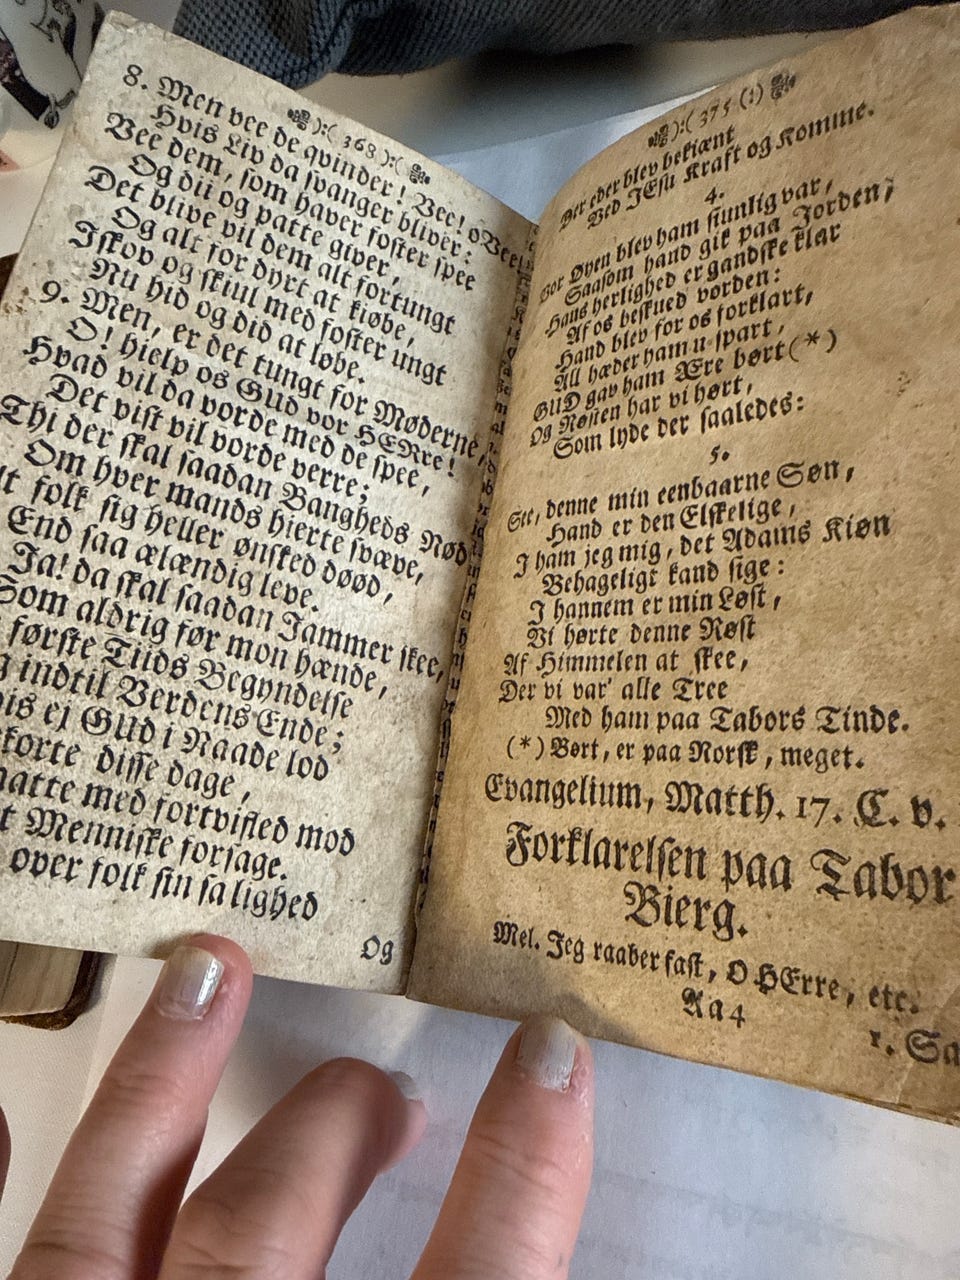 ):( 368 ):(
8. Men vee de qvinder! Vee! o Vee!
Hvis Liv da svanger bliver:
Vee dem, som haver foster spee
Og dii og patte giver,
Det blive vil dem alt fortungt
Og alt for dyrt at kiøbe,
I skov og skiul med foster ungt
Nu hid og did at løbe.
9. Men, er det tungt for Møderne,
O! hielp os GUd vor HERre!
Hvad vil da vorde med de spee,
Det vist vil vorde verre;
Thi der skal saadan Bangheds Nød
Om hver mands hierte svæve,
folk sig heller ønsked døød,
End saa ælændig leve.
Ja! da skal saadan Jammer skee,
Som aldrig før mon hænde,
første Tiids Begyndelse
indtil Verdens Ende;
ej GUd i Naade lod
disse dage,
med fortvifled mod
Menniske forsage.
over folk sin salighed
Og
):( 375 (:)
Der eder blev bekiænt
Ved JEsu Kraft og Komme.
4.
Vor Øyen blev ham siunlig var,
Saasom hand gik paa Jorden;
Hans herlighed er gandske klar
Af os beskued vorden:
Hand blev for os forklart,
All hæder ham u-spart,
GUD gav ham Ære børt (*)
Og Røsten har vi hørt,
Som lyde der saaledes:
5.
See, denne min eenbaarne Søn,
Hand er den Elskelige,
I ham jeg mig, det Adams Kiøn
Behageligt kand sige:
I hannem er min Løst,
Vi hørte denne Røst
Af Himmelen at skee,
Der vi var' alle Tree
Med ham paa Tabors Tinde.
(*) Børt, er paa Norsk, meget.
Evangelium, Matth. 17. C. v.
Forklarelsen paa Tabor
Bierg.
Mel. Jeg raaber fast, O HErre, etc.
Aa 4
1. Sa